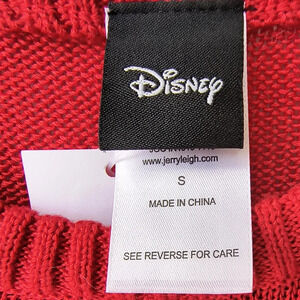 Disney
www.jerryleigh.com
S
MADE IN CHINA
SEE REVERSE FOR CARE